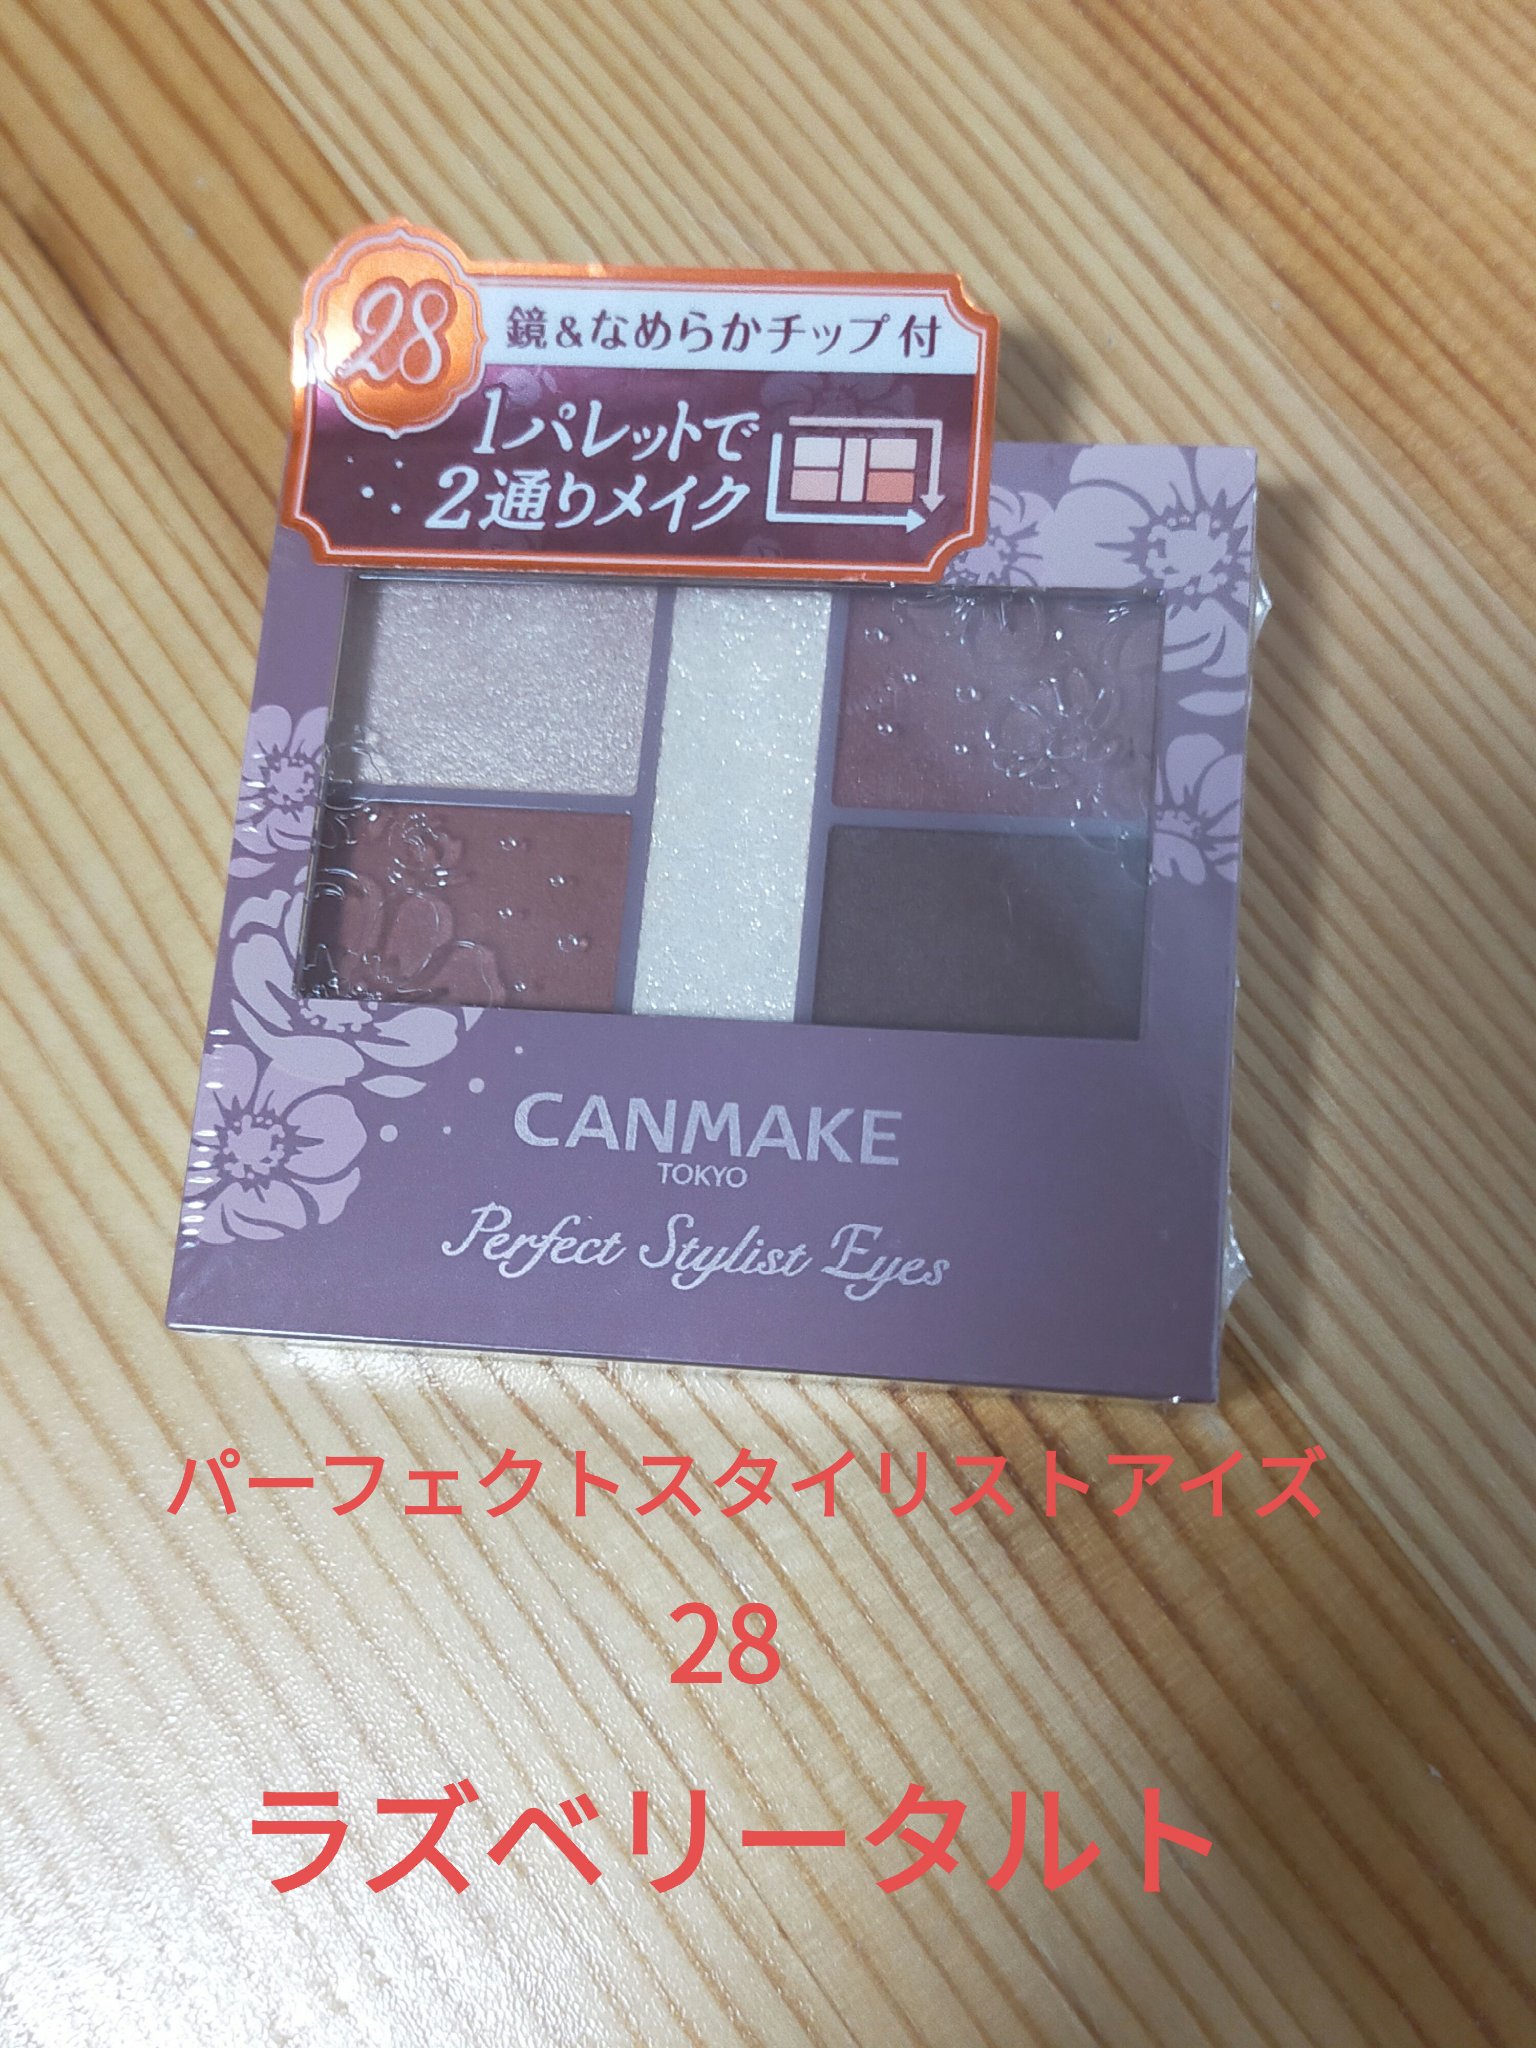 28
鏡&なめらかチップ付
1パレットで
2通りメイク
CANMAKE
TOKYO
Perfect Stylist Eyes
パーフェクトスタイリストアイズ
28
ラズベリータルト